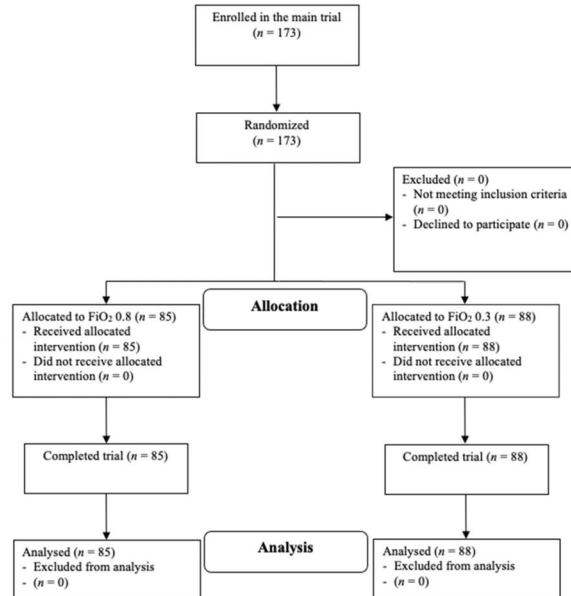 Enrolled in the main trial
(n = 173)
Randomized
(n = 173)
Excluded (n = 0)
- Not meeting inclusion criteria
(n = 0)
- Declined to participate (n = 0)
Allocation
Allocated to FiO₂ 0.8 (n = 85)
- Received allocated
intervention (n = 85)
- Did not receive allocated
intervention (n = 0)
Allocated to FiO₂ 0.3 (n = 88)
- Received allocated
intervention (n = 88)
- Did not receive allocated
intervention (n = 0)
Completed trial (n = 85)
Completed trial (n = 88)
Analysis
Analysed (n = 85)
- Excluded from analysis
- (n = 0)
Analysed (n = 88)
- Excluded from analysis
- (n = 0)